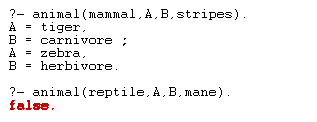 ?- animal(mammal,A,B,stripes).
A = tiger,
B = carnivore ;
A = zebra,
B = herbivore.
?- animal(reptile,A,B,mane).
false.